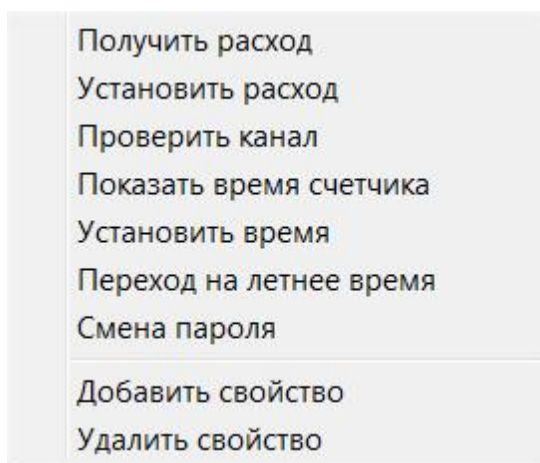 Получить расход
Установить расход
Проверить канал
Показать время счетчика
Установить время
Переход на летнее время
Смена пароля
Добавить свойство
Удалить свойство